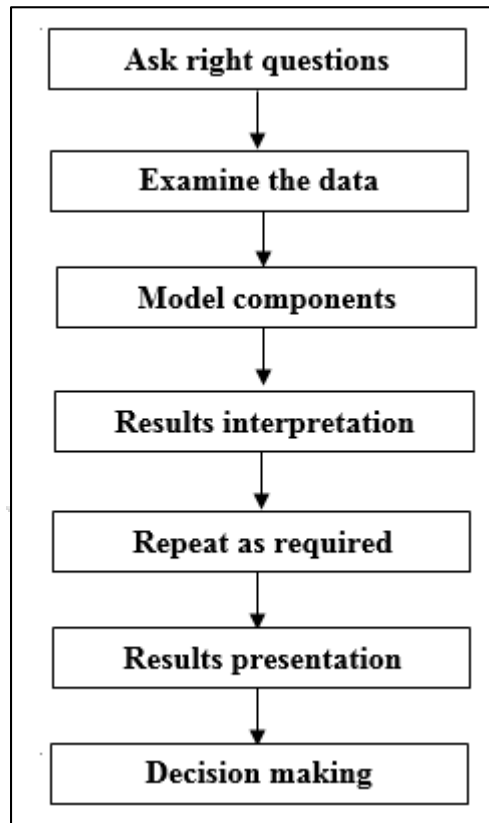 Ask right questions
Examine the data
Model components
Results interpretation
Repeat as required
Results presentation
Decision making